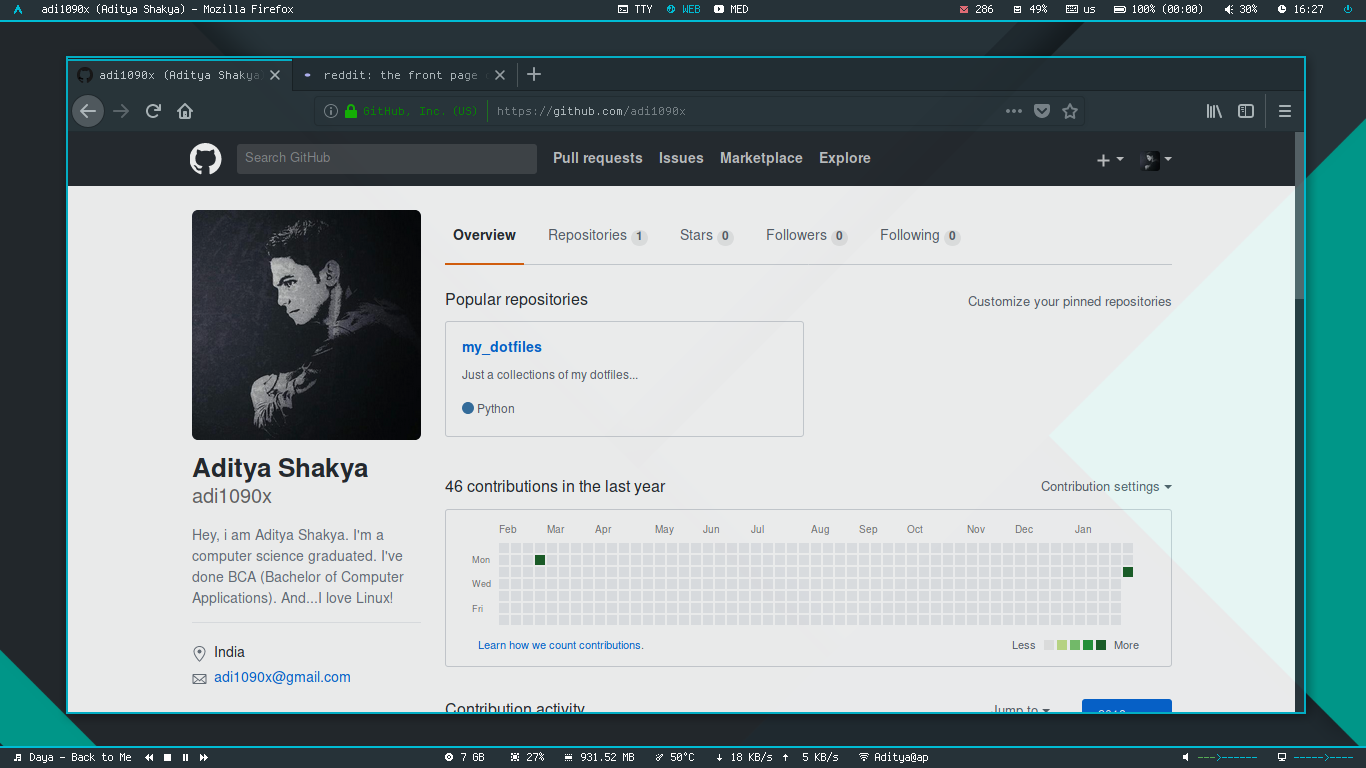 adi1090x (Aditya Shakya) - Mozilla Firefox TTY WEB MED 286 49% us 100% (00:00) 30% 16:27
adi1090x (Aditya Shakya reddit: the front page
GitHub, Inc. (US) https://github.com/adi1090x
Search GitHub Pull requests Issues Marketplace Explore
Overview Repositories 1 Stars 0 Followers 0 Following 0
Popular repositories Customize your pinned repositories
my_dotfiles
Just a collections of my dotfiles...
Python
Aditya Shakya
adi1090x
Hey, i am Aditya Shakya. I'm a
computer science graduated. I've
done BCA (Bachelor of Computer
Applications). And...I love Linux!
India
adi1090x@gmail.com
46 contributions in the last year Contribution settings
Feb Mar Apr May Jun Jul Aug Sep Oct Nov Dec Jan
Mon
Wed
Fri
Learn how we count contributions. Less More
Contribution activity Jump to
Daya - Back to Me 7 GB 27% 931.52 MB 50°C 18 KB/s 5 KB/s Aditya@ap